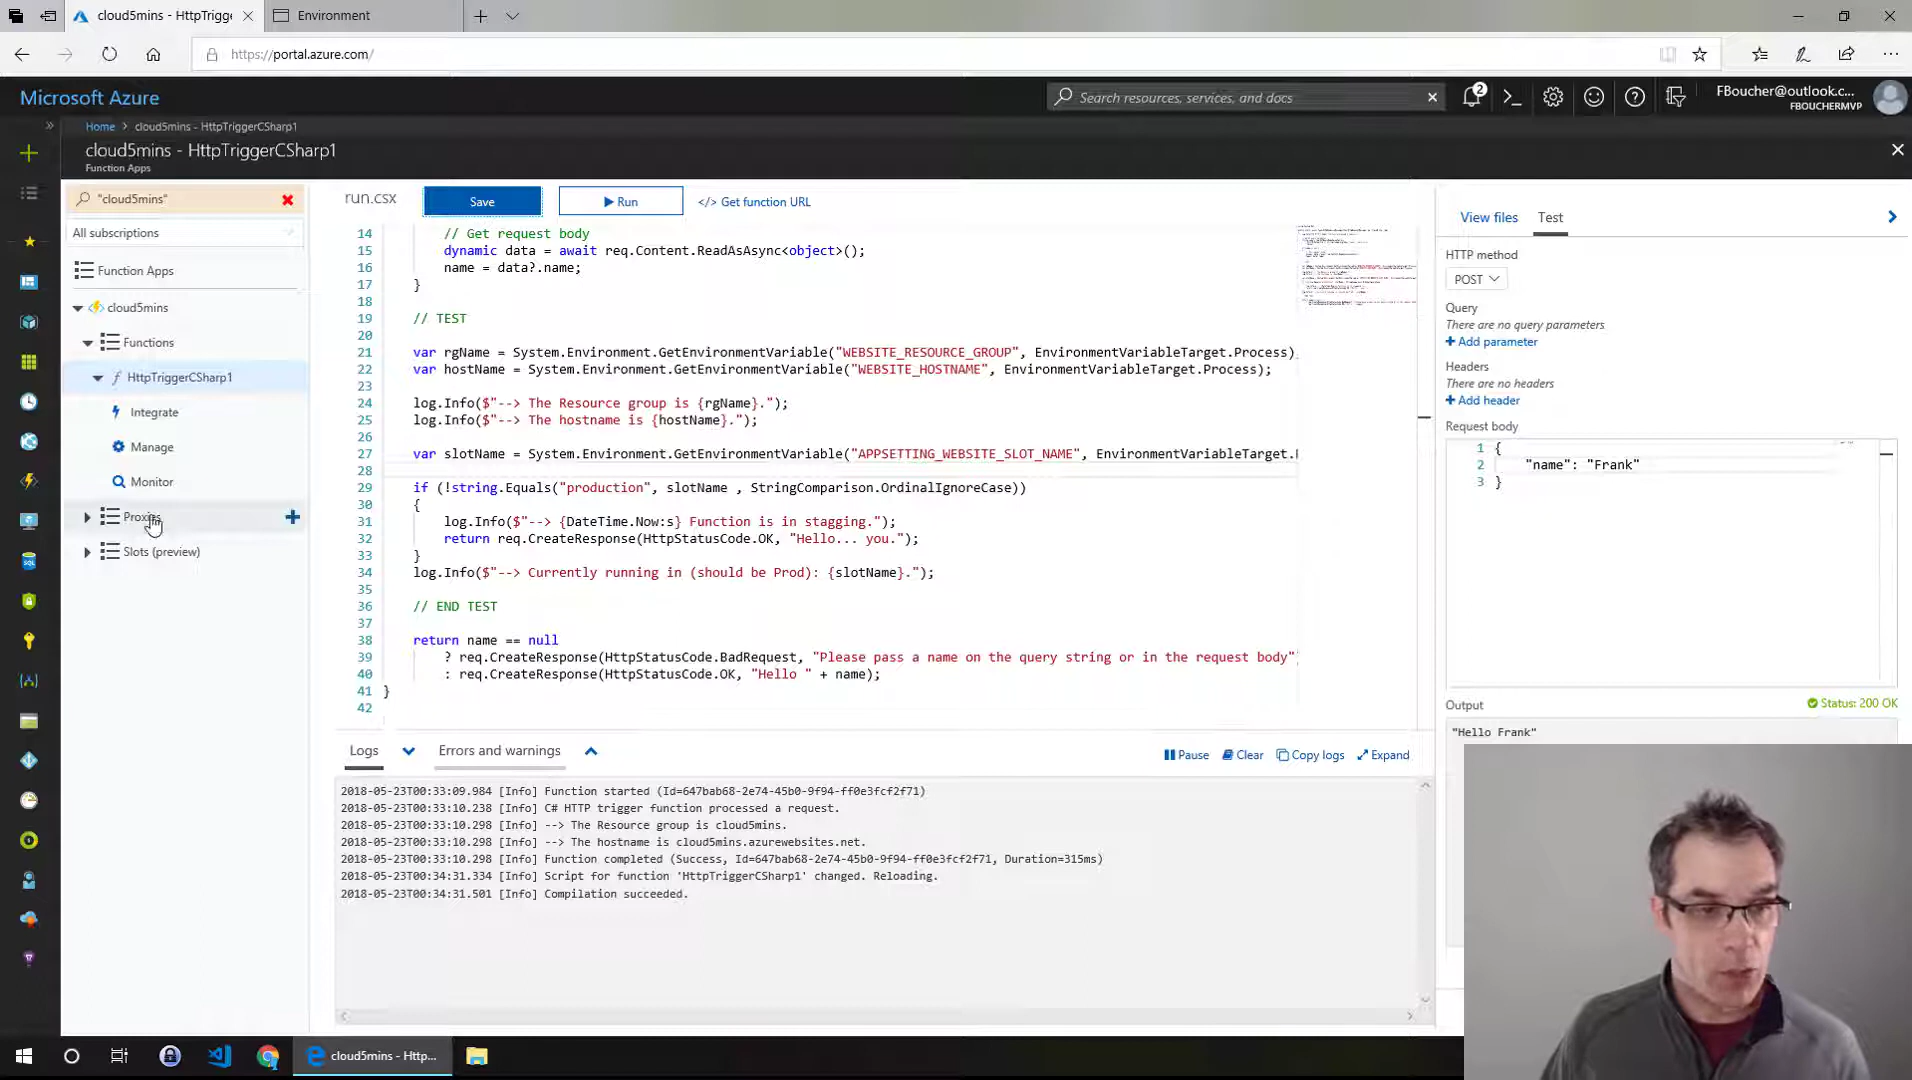 cloud5mins - HttpTrigge
Environment
https://portal.azure.com/
Microsoft Azure
Search resources, services, and docs
2
FBoucher@outlook.c...
FBOUCHERMVP
Home > cloud5mins - HttpTriggerCSharp1
cloud5mins - HttpTriggerCSharp1
Function Apps
"cloud5mins"
All subscriptions
Function Apps
cloud5mins
Functions
HttpTriggerCSharp1
Integrate
Manage
Monitor
Proxies
Slots (preview)
run.csx
Save
Run
</> Get function URL
14 // Get request body
15 dynamic data = await req.Content.ReadAsAsync<object>();
16 name = data?.name;
17 }
18
19 // TEST
20
21 var rgName = System.Environment.GetEnvironmentVariable("WEBSITE_RESOURCE_GROUP", EnvironmentVariableTarget.Process)
22 var hostName = System.Environment.GetEnvironmentVariable("WEBSITE_HOSTNAME", EnvironmentVariableTarget.Process);
23
24 log.Info($"--> The Resource group is {rgName}.");
25 log.Info($"--> The hostname is {hostName}.");
26
27 var slotName = System.Environment.GetEnvironmentVariable("APPSETTING_WEBSITE_SLOT_NAME", EnvironmentVariableTarget.
28
29 if (!string.Equals("production", slotName , StringComparison.OrdinalIgnoreCase))
30 {
31 log.Info($"--> {DateTime.Now:s} Function is in stagging.");
32 return req.CreateResponse(HttpStatusCode.OK, "Hello... you.");
33 }
34 log.Info($"--> Currently running in (should be Prod): {slotName}.");
35
36 // END TEST
37
38 return name == null
39 ? req.CreateResponse(HttpStatusCode.BadRequest, "Please pass a name on the query string or in the request body"
40 : req.CreateResponse(HttpStatusCode.OK, "Hello " + name);
41 }
42
Logs
Errors and warnings
Pause
Clear
Copy logs
Expand
2018-05-23T00:33:09.984 [Info] Function started (Id=647bab68-2e74-45b0-9f94-ff0e3fcf2f71)
2018-05-23T00:33:10.238 [Info] C# HTTP trigger function processed a request.
2018-05-23T00:33:10.298 [Info] --> The Resource group is cloud5mins.
2018-05-23T00:33:10.298 [Info] --> The hostname is cloud5mins.azurewebsites.net.
2018-05-23T00:33:10.298 [Info] Function completed (Success, Id=647bab68-2e74-45b0-9f94-ff0e3fcf2f71, Duration=315ms)
2018-05-23T00:34:31.334 [Info] Script for function 'HttpTriggerCSharp1' changed. Reloading.
2018-05-23T00:34:31.501 [Info] Compilation succeeded.
View files
Test
HTTP method
POST
Query
There are no query parameters
+ Add parameter
Headers
There are no headers
+ Add header
Request body
1 {
2 "name": "Frank"
3 }
Output
Status: 200 OK
"Hello Frank"
SQL
cloud5mins - Http...